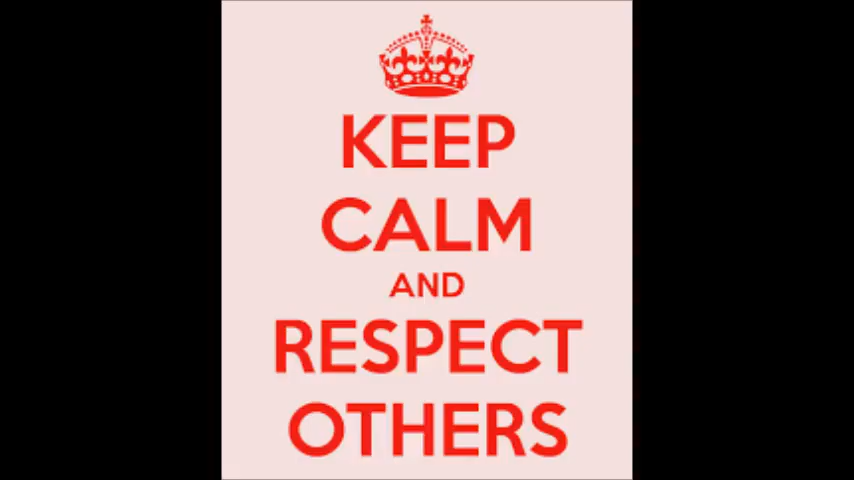 KEEP
CALM
AND
RESPECT
OTHERS